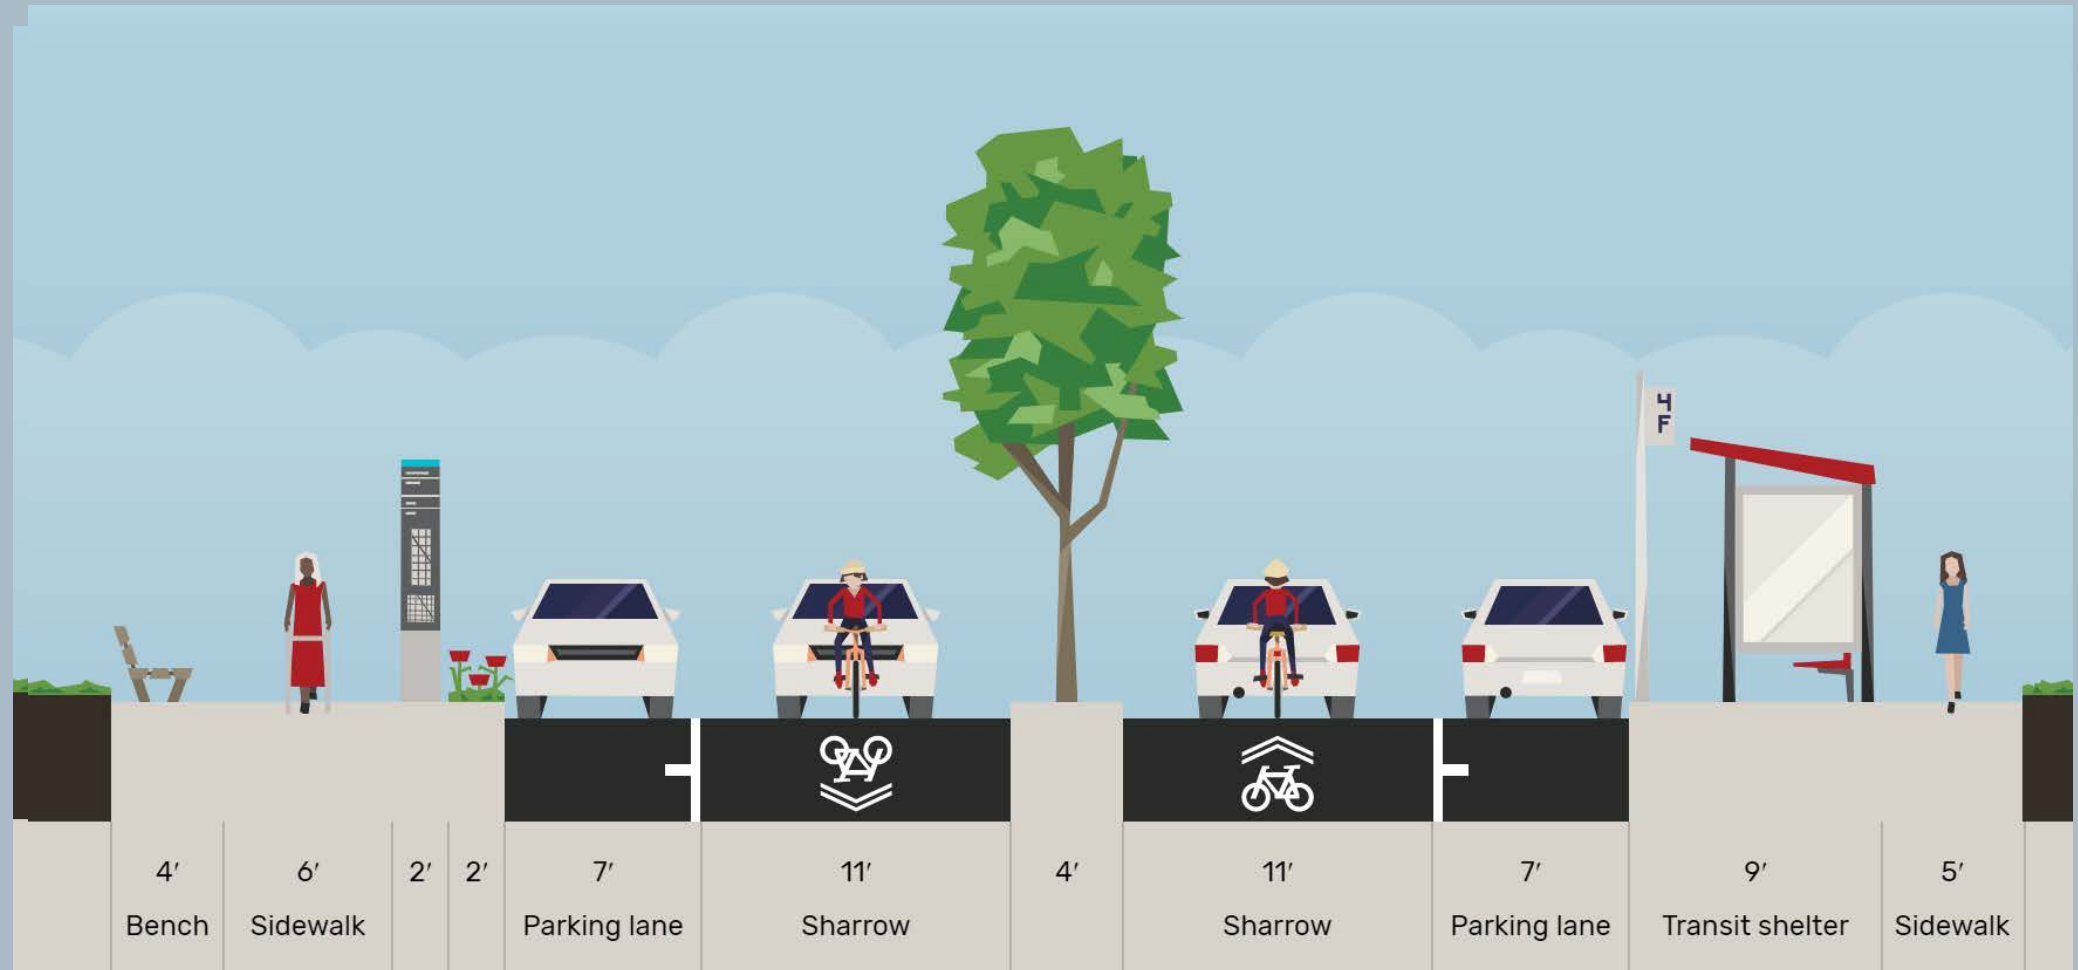 4
F
4′ 6′ 2′ 2′ 7′ 11′ 4′ 11′ 7′ 9′ 5′
Bench Sidewalk Parking lane Sharrow Sharrow Parking lane Transit shelter Sidewalk